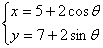 x = 5 + 2 cos θ
y = 7 + 2 sin θ